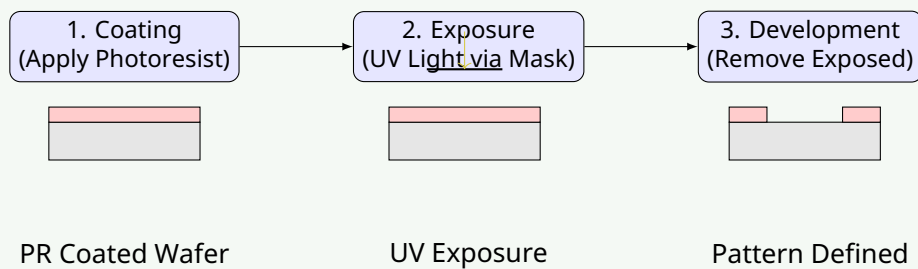 1. Coating
(Apply Photoresist)
2. Exposure
(UV Light via Mask)
3. Development
(Remove Exposed)
PR Coated Wafer
UV Exposure
Pattern Defined